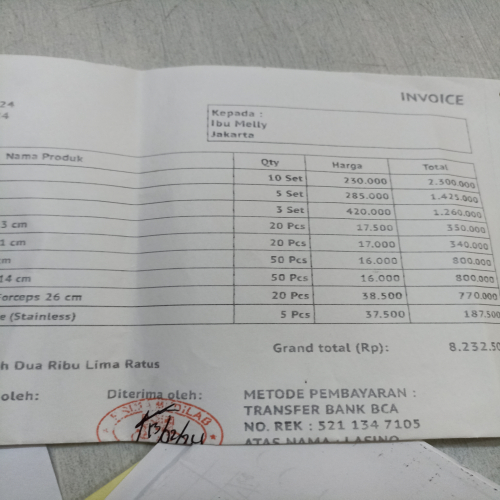 INVOICE
24
4
Kepada :
Ibu Melly
Jakarta
Nama Produk Qty Harga Total
10 Set 230.000 2.300.000
5 Set 285.000 1.425.000
3 Set 420.000 1.260.000
3 cm 20 Pcs 17.500 350.000
1 cm 20 Pcs 17.000 340.000
cm 50 Pcs 16.000 800.000
14 cm 50 Pcs 16.000 800.000
Forceps 26 cm 20 Pcs 38.500 770.000
e (Stainless) 5 Pcs 37.500 187.500
Grand total (Rp): 8.232.50
h Dua Ribu Lima Ratus
oleh: Diterima oleh:
METODE PEMBAYARAN :
TRANSFER BANK BCA
NO. REK : 521 134 7105
ATAS NAMA : LASINO